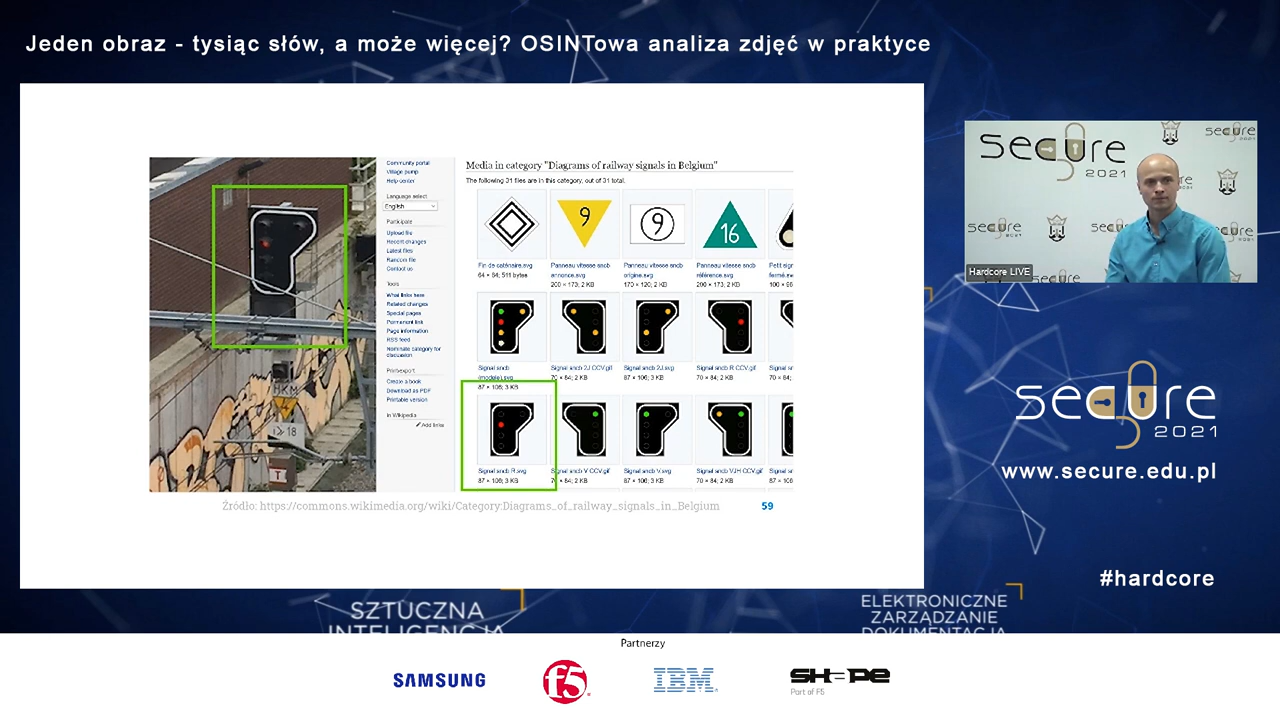 Jeden obraz - tysiąc słów, a może więcej? OSINTowa analiza zdjęć w praktyce
Community portal
Village pump
Help center
Language select
English
Participate
Upload file
Recent changes
Latest files
Random file
Contact us
Tools
What links here
Related changes
Special pages
Permanent link
Page information
RSS feed
Nominate category for
discussion
Print/export
Create a book
Download as PDF
Printable version
In Wikipedia
Add links
Media in category "Diagrams of railway signals in Belgium"
The following 31 files are in this category, out of 31 total.
9
9
16
Fin de caténaire.svg
64 × 64; 511 bytes
Panneau vitesse sncb
annonce.svg
200 × 173; 2 KB
Panneau vitesse sncb
origine.svg
170 × 120; 2 KB
Panneau vitesse sncb
référence.svg
200 × 173; 2 KB
Petit sign
Signal sncb
(modele).svg
87 × 106; 3 KB
Signal sncb 2J CCV.gif
70 × 84; 2 KB
Signal sncb 2J.svg
87 × 106; 3 KB
Signal sncb R CCV.gif
70 × 84; 2 KB
Signal sn
70 × 84;
Signal sncb R.svg
87 × 106; 3 KB
Signal sncb V CCV.gif
70 × 84; 2 KB
Signal sncb V.svg
87 × 106; 3 KB
Signal sncb VJH CCV.gif
70 × 84; 2 KB
Signal sn
87 × 106
18
Źródło: https://commons.wikimedia.org/wiki/Category:Diagrams_of_railway_signals_in_Belgium
59
secure
2021
Hardcore LIVE
secure
2021
www.secure.edu.pl
#hardcore
SZTUCZNA
INTELIGENCJA
ELEKTRONICZNE
ZARZĄDZANIE
DOKUMENTACJĄ
Partnerzy
SAMSUNG
f5
IBM
SHAPE
Part of F5